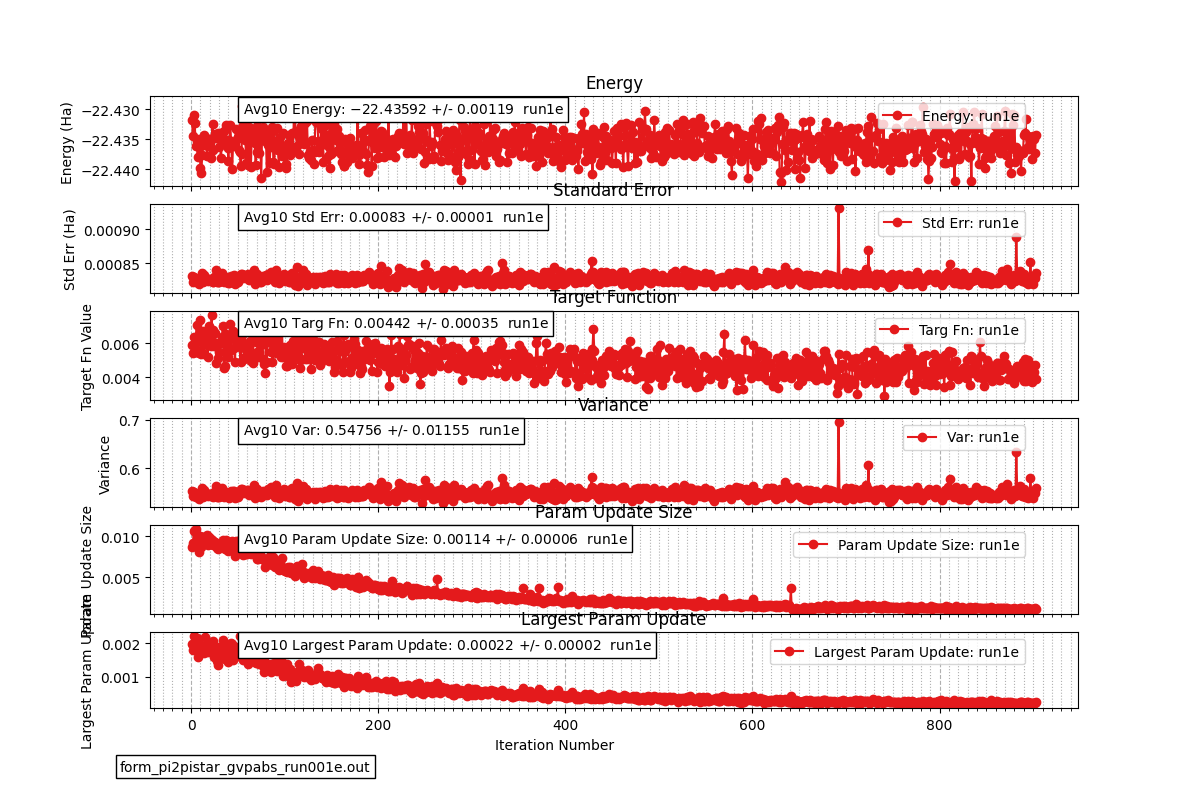 Energy
Avg10 Energy: −22.43592 +/- 0.00119  run1e
Energy: run1e
−22.430
−22.435
−22.440
Energy (Ha)
Standard Error
Avg10 Std Err: 0.00083 +/- 0.00001  run1e
Std Err: run1e
0.00090
0.00085
Std Err (Ha)
Target Function
Avg10 Targ Fn: 0.00442 +/- 0.00035  run1e
Targ Fn: run1e
0.006
0.004
Target Fn Value
Variance
Avg10 Var: 0.54756 +/- 0.01155  run1e
Var: run1e
0.7
0.6
Variance
Param Update Size
Avg10 Param Update Size: 0.00114 +/- 0.00006  run1e
Param Update Size: run1e
0.010
0.005
Param Update Size
Largest Param Update
Avg10 Largest Param Update: 0.00022 +/- 0.00002  run1e
Largest Param Update: run1e
0.002
0.001
Largest Param Update
0 200 400 600 800
Iteration Number
form_pi2pistar_gvpabs_run001e.out